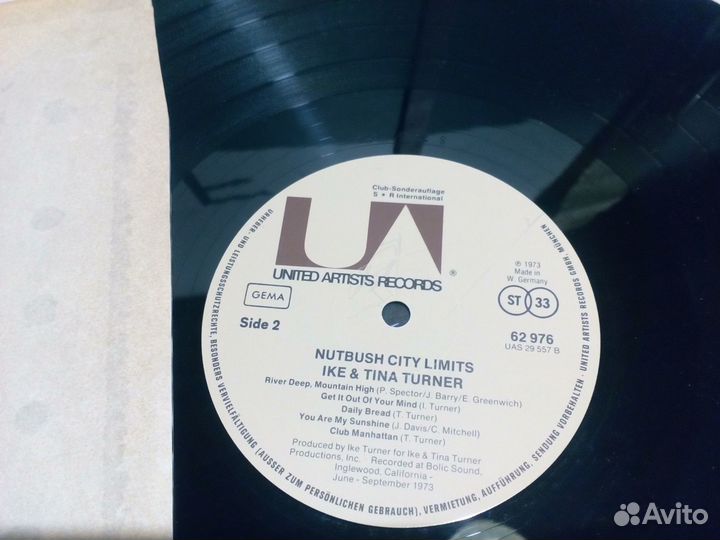 Club-Sonderauflage
S * R International
UA
UNITED ARTISTS RECORDS ®
℗ 1973
Made in
W. Germany
GEMA
ST 33
Side 2
62 976
UAS 29 557 B
NUTBUSH CITY LIMITS
IKE & TINA TURNER
River Deep, Mountain High (P. Spector/J. Barry/E. Greenwich)
Get It Out Of Your Mind (I. Turner)
Daily Bread (T. Turner)
You Are My Sunshine (J. Davis/C. Mitchell)
Club Manhattan (T. Turner)
Produced by Ike Turner for Ike & Tina Turner
Productions, Inc. Recorded at Bolic Sound,
Inglewood, California -
June - September 1973
URHEBER- UND LEISTUNGSSCHUTZRECHTE, BESONDERS VERVIELFÄLTIGUNG (AUSSER ZUM PERSÖNLICHEN GEBRAUCH), VERMIETUNG, AUFFÜHRUNG, SENDUNG VORBEHALTEN · UNITED ARTISTS RECORDS GMBH, MÜNCHEN
Avito